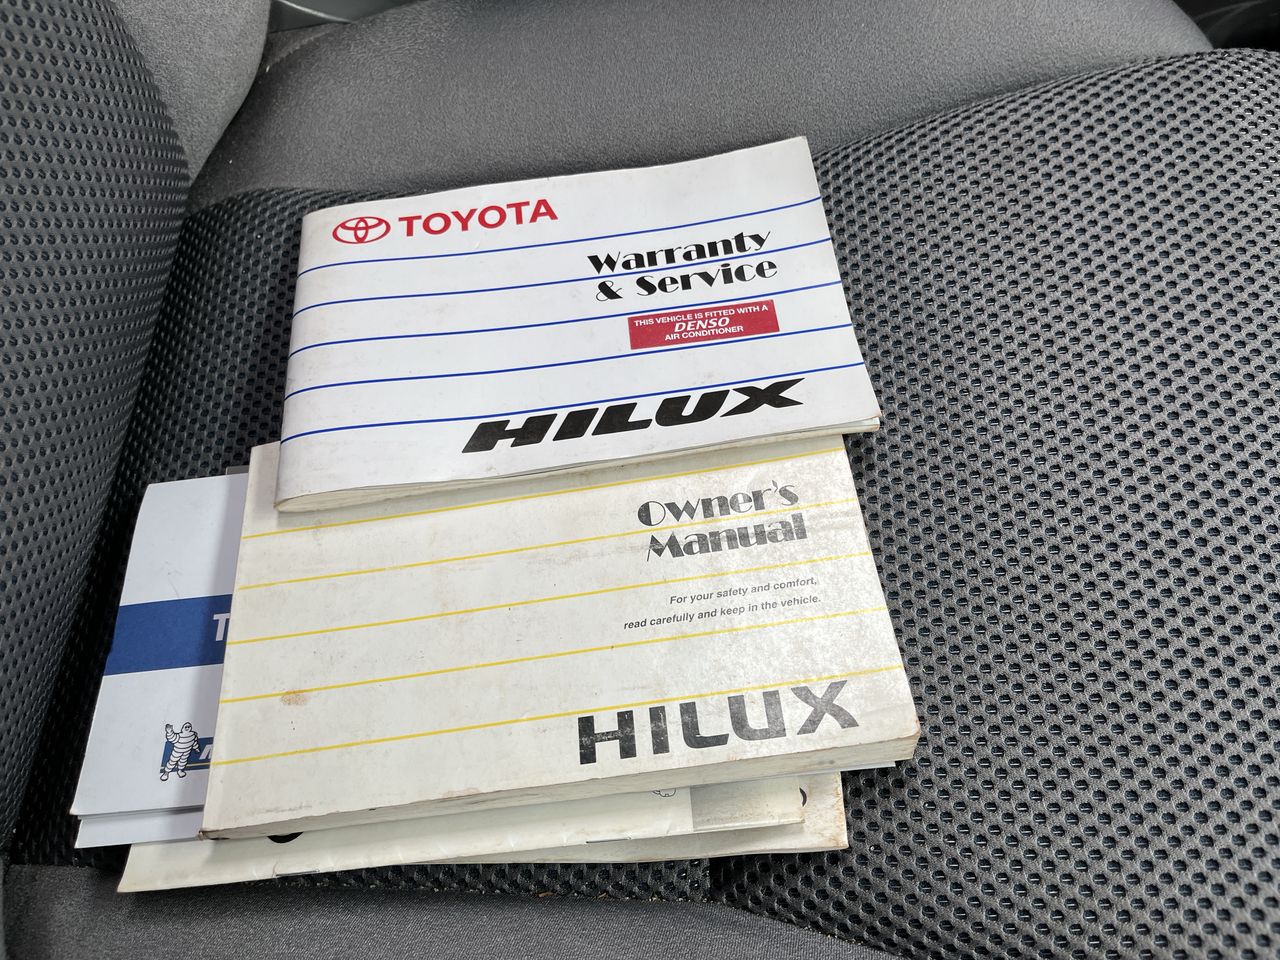 TOYOTA
Warranty
& Service
THIS VEHICLE IS FITTED WITH A
DENSO
AIR CONDITIONER
HILUX
Owner's
Manual
For your safety and comfort,
read carefully and keep in the vehicle.
HILUX
T